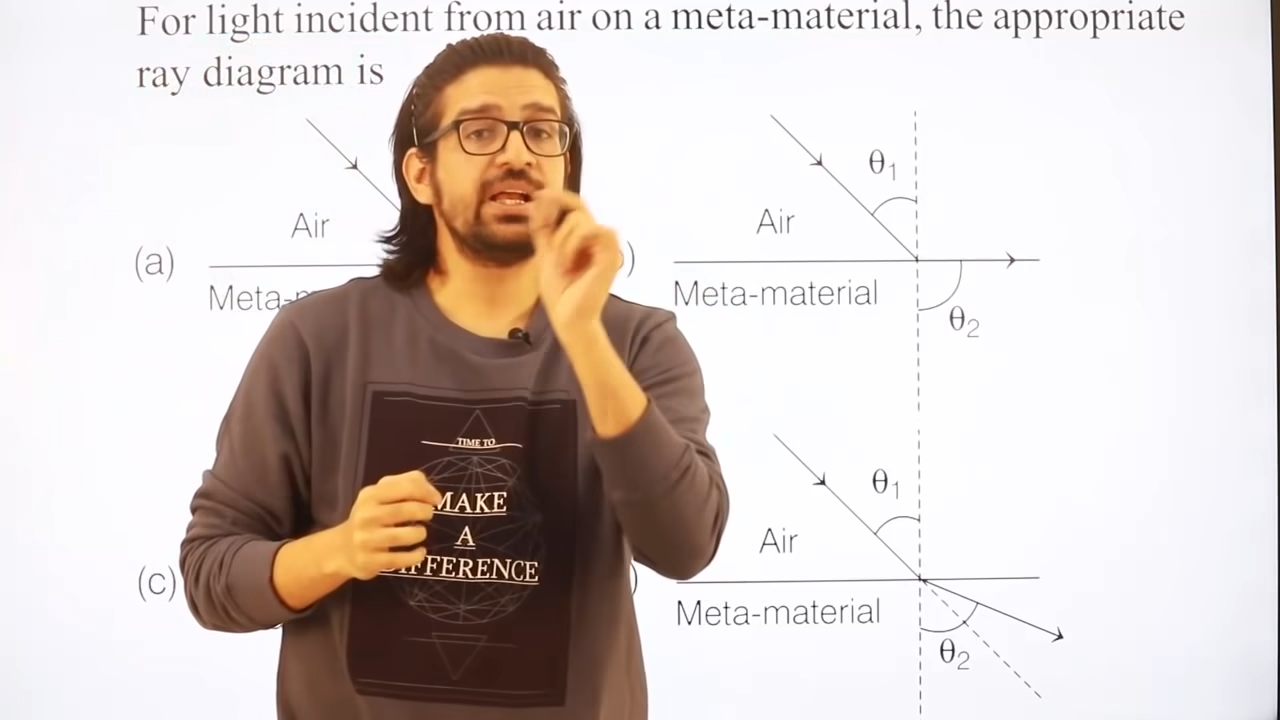 For light incident from air on a meta-material, the appropriate
ray diagram is
θ1
Air
Air
(a)
)
Meta-m
Meta-material
θ2
TIME TO
MAKE
A
DIFFERENCE
θ1
Air
(c)
)
Meta-material
θ2